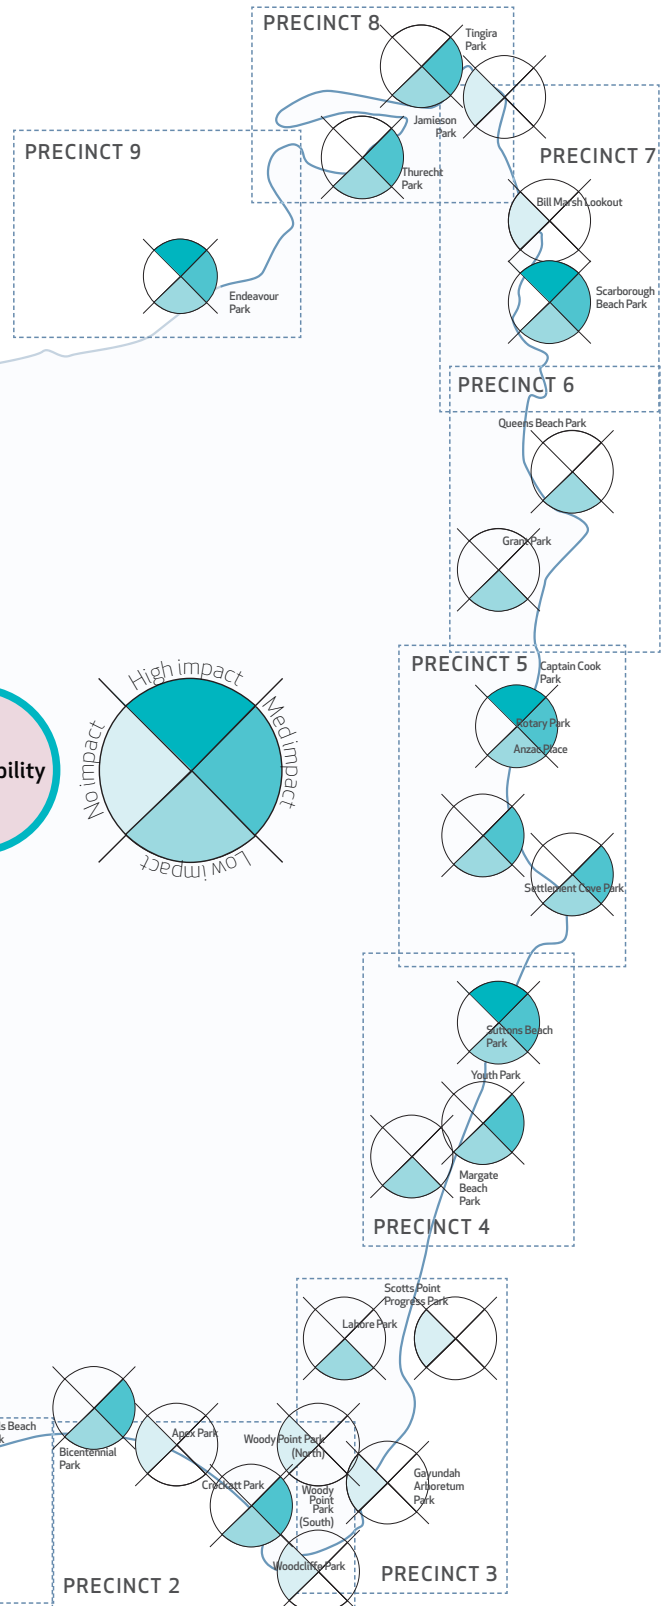 PRECINCT 8
Tingira
Park
Jamieson
Park
PRECINCT 9
PRECINCT 7
Thurecht
Park
Bill Marsh Lookout
Endeavour
Park
Scarborough
Beach Park
PRECINCT 6
Queens Beach Park
Grant Park
PRECINCT 5
Captain Cook
Park
High impact
Med impact
Low impact
No impact
Rotary Park
Anzac Place
bility
Settlement Cove Park
Suttons Beach
Park
Youth Park
Margate
Beach
Park
PRECINCT 4
Scotts Point
Progress Park
Lahore Park
s Beach
k
Bicentennial
Park
Apex Park
Woody Point Park
(North)
Crockatt Park
Woody
Point
Park
(South)
Gayundah
Arboretum
Park
Woodcliffe Park
PRECINCT 3
PRECINCT 2